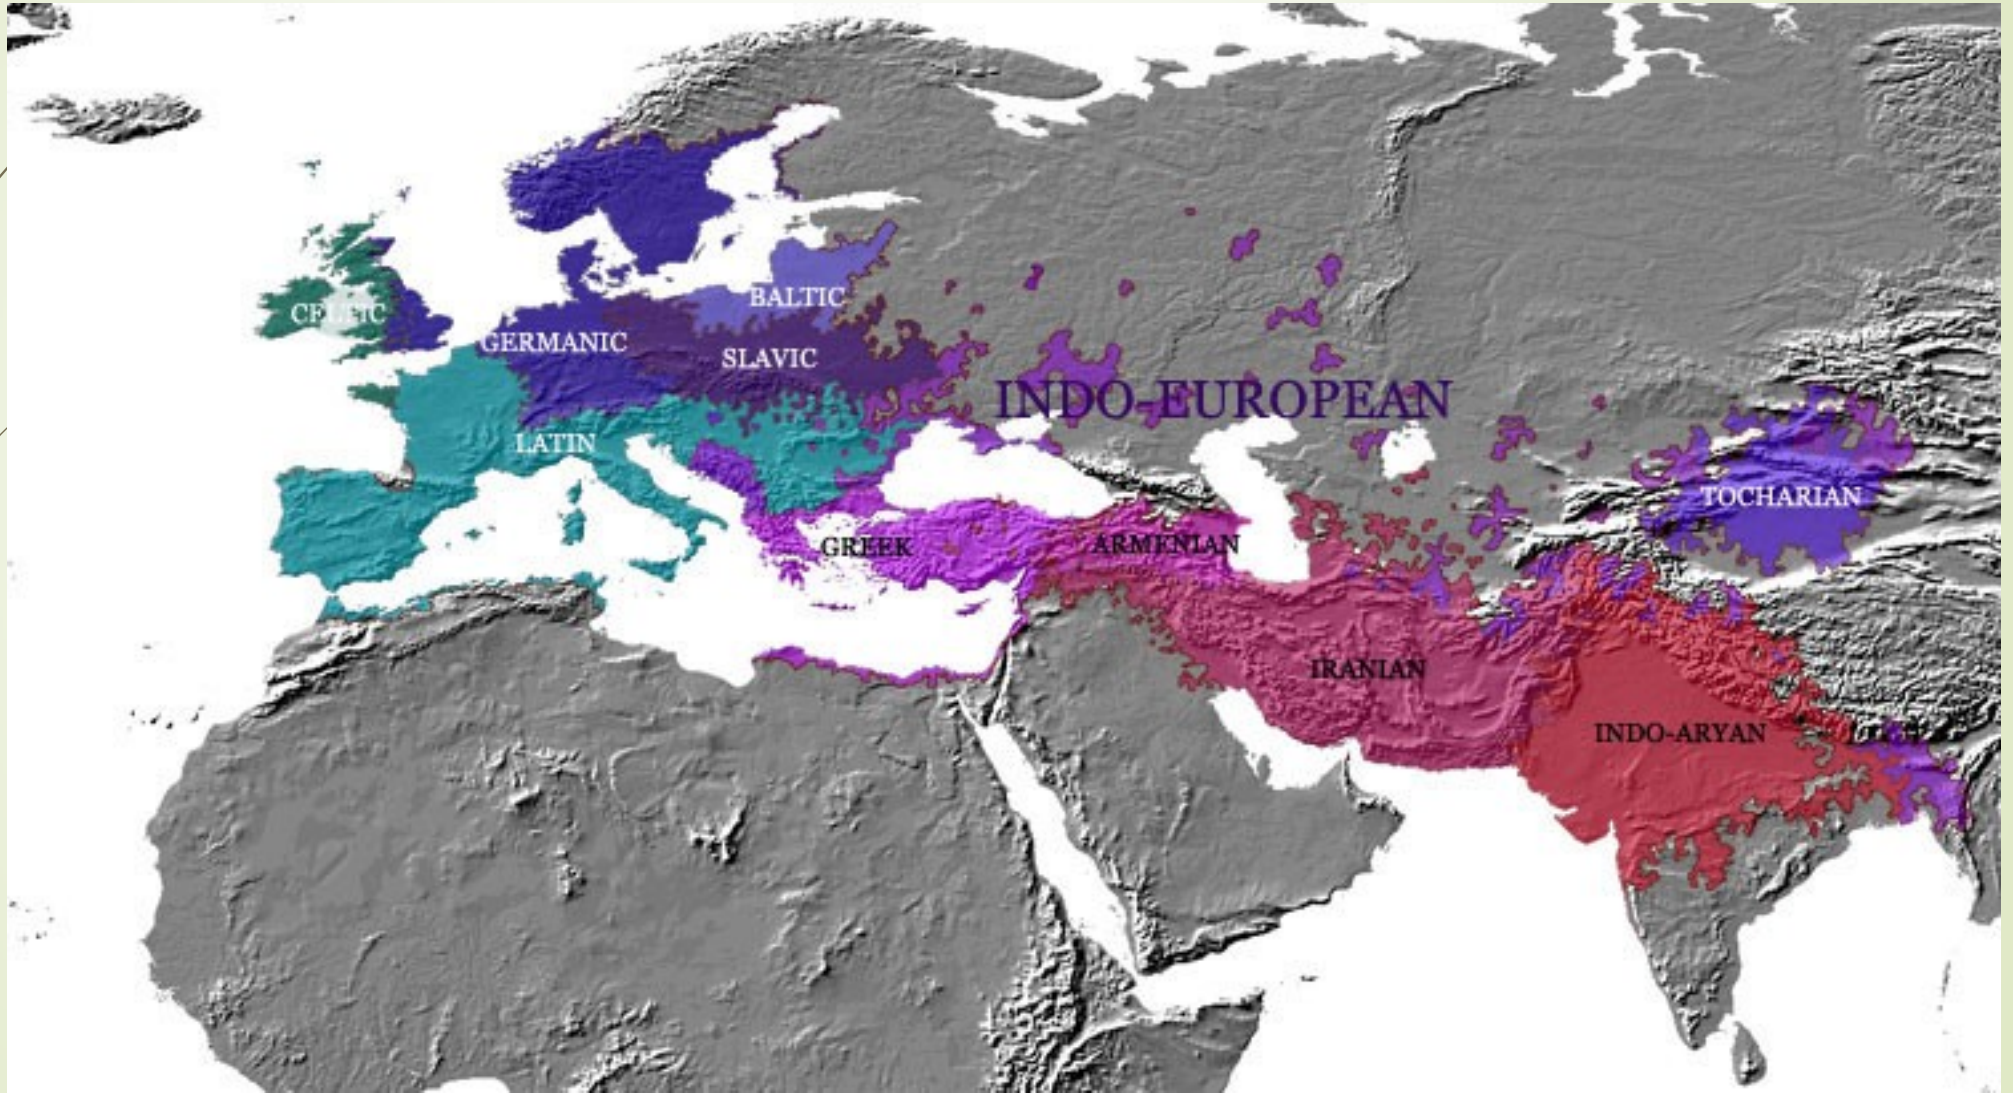 BALTIC
CELTIC
GERMANIC
SLAVIC
INDO-EUROPEAN
LATIN
TOCHARIAN
GREEK
ARMENIAN
IRANIAN
INDO-ARYAN